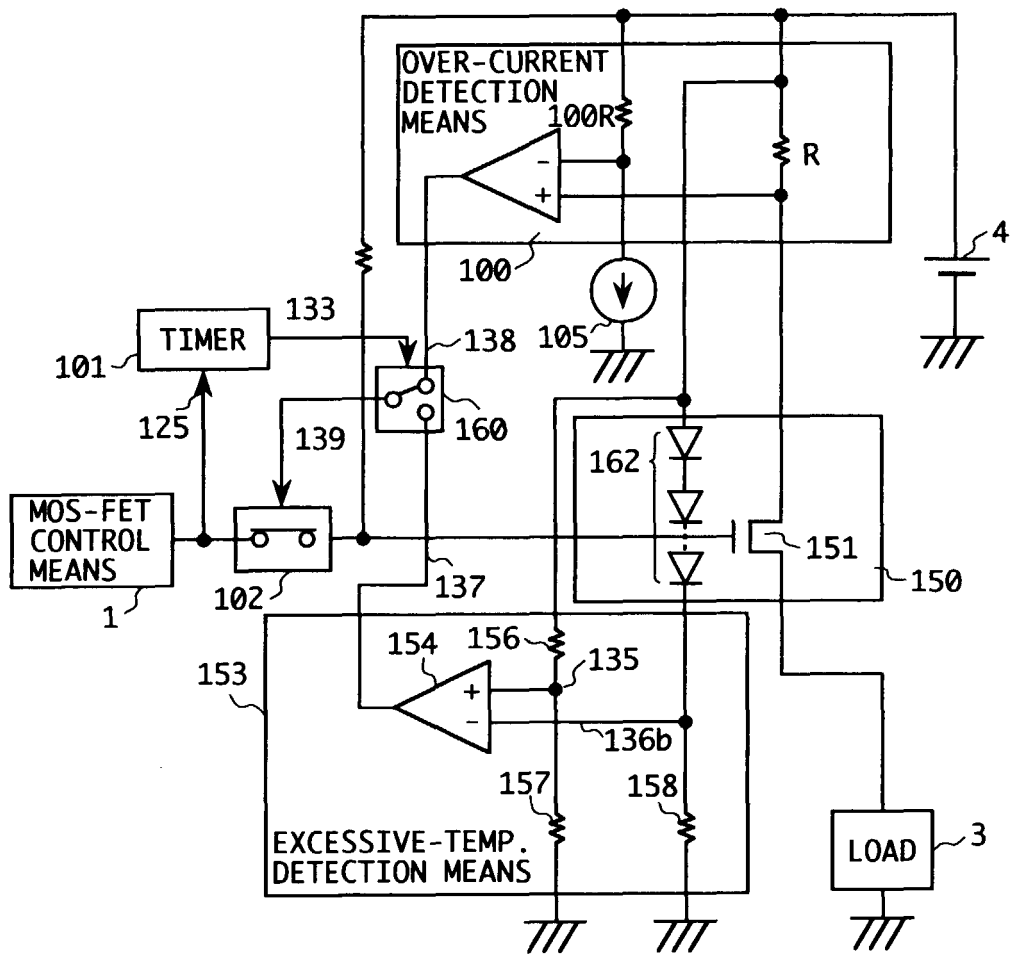 OVER-CURRENT
DETECTION
MEANS
100R
R
-
+
100
105
4
133
TIMER
101
138
125
139
160
162
MOS-FET
CONTROL
MEANS
1
102
137
151
150
153
154
156
135
+
-
136b
157
158
EXCESSIVE-TEMP.
DETECTION MEANS
LOAD
3